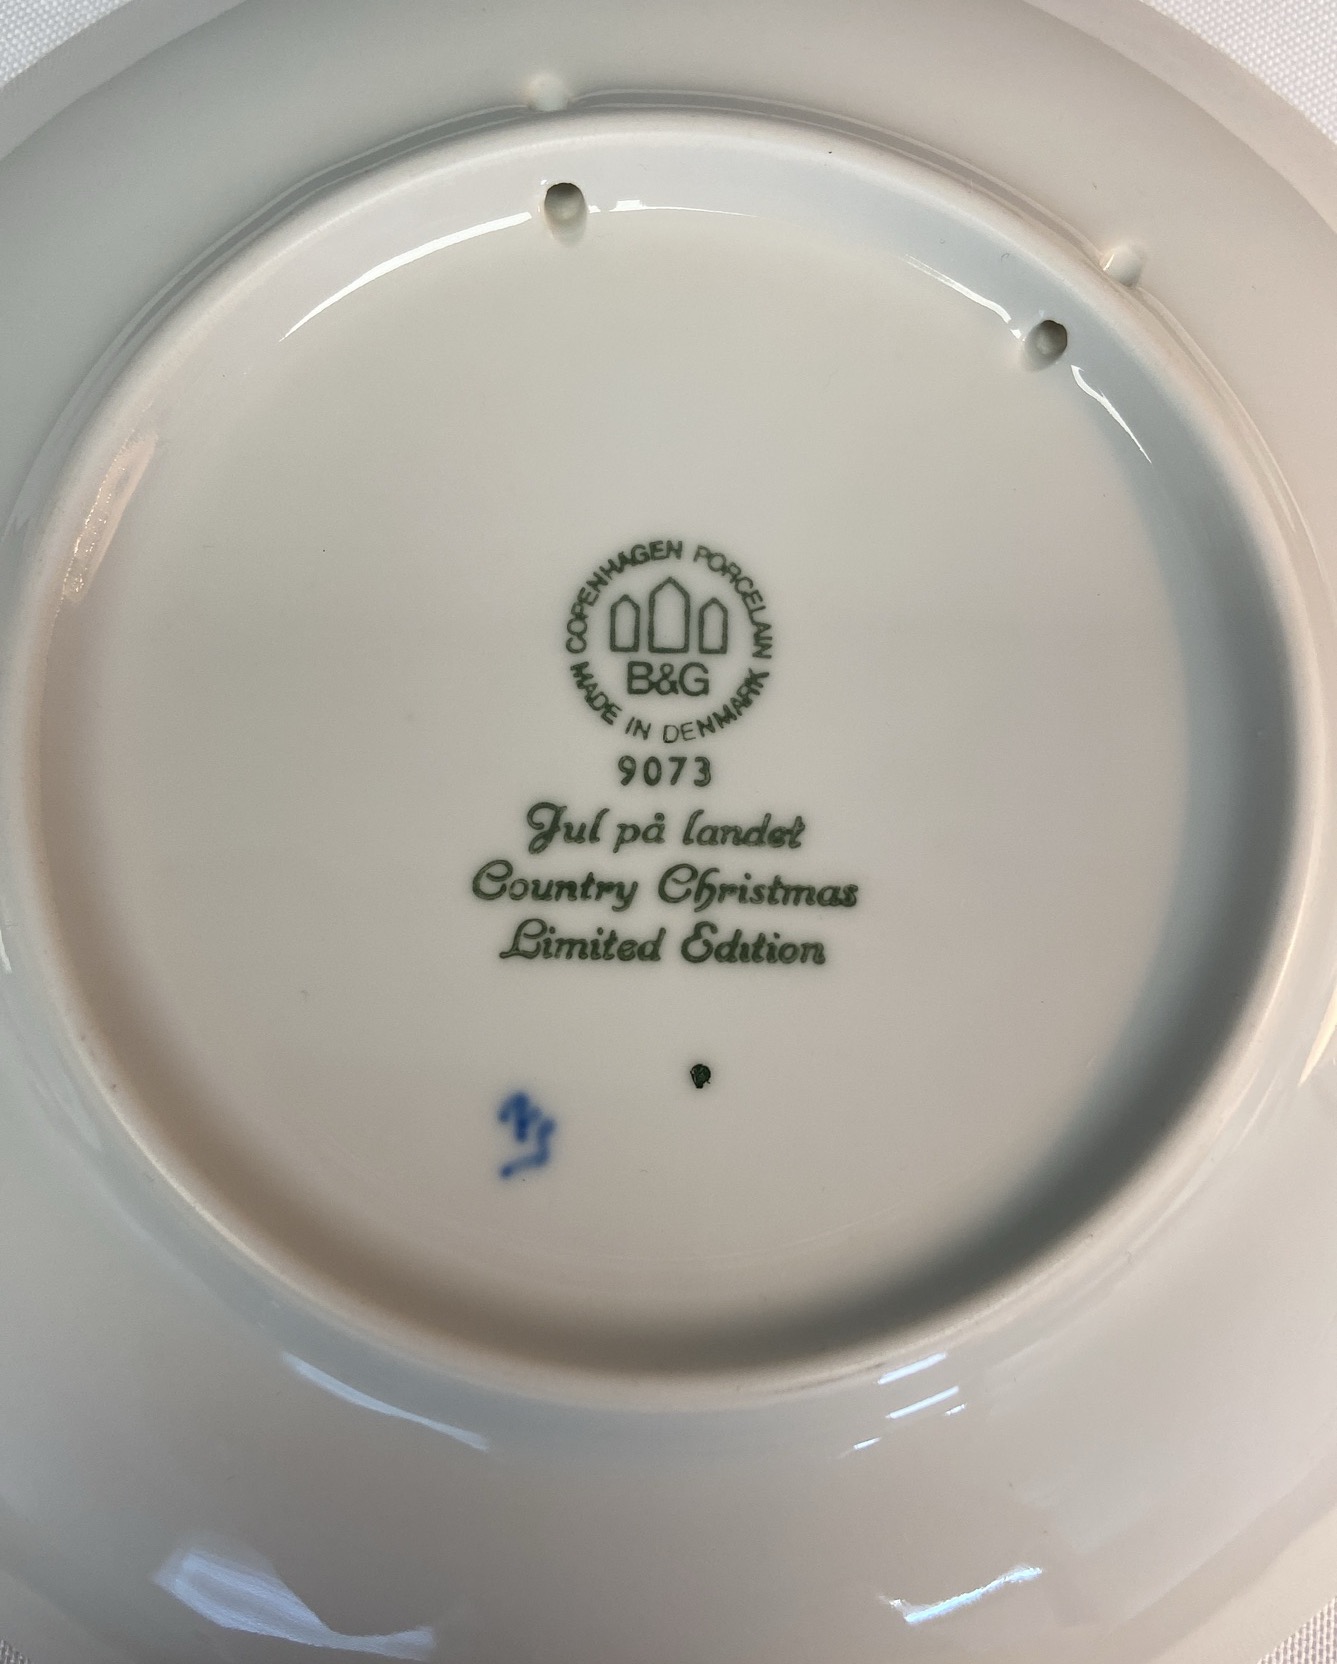 COPENHAGEN PORCELAIN
B&G
MADE IN DENMARK
9073
Jul på landet
Country Christmas
Limited Edition